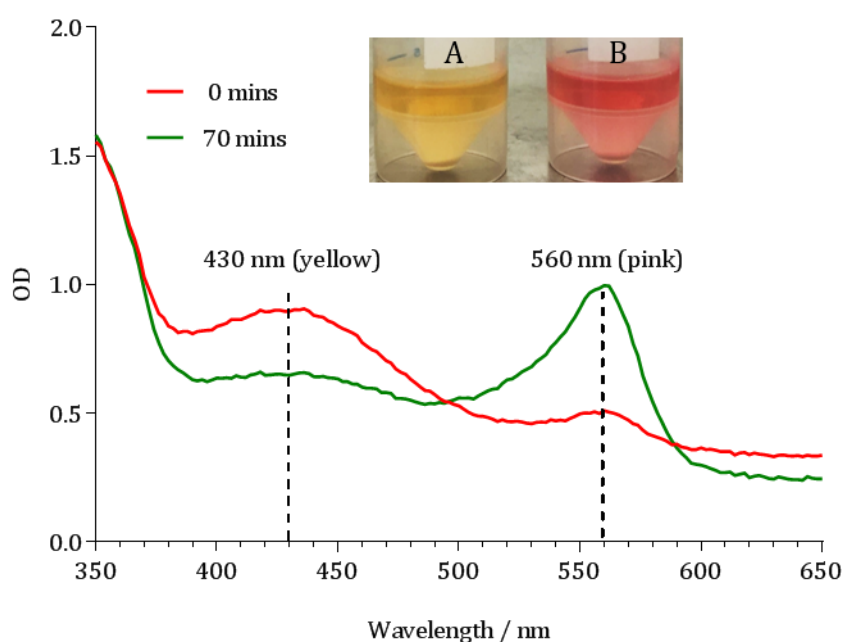 2.0
A B
0 mins
70 mins
1.5
430 nm (yellow) 560 nm (pink)
OD
1.0
0.5
0.0
350 400 450 500 550 600 650
Wavelength / nm